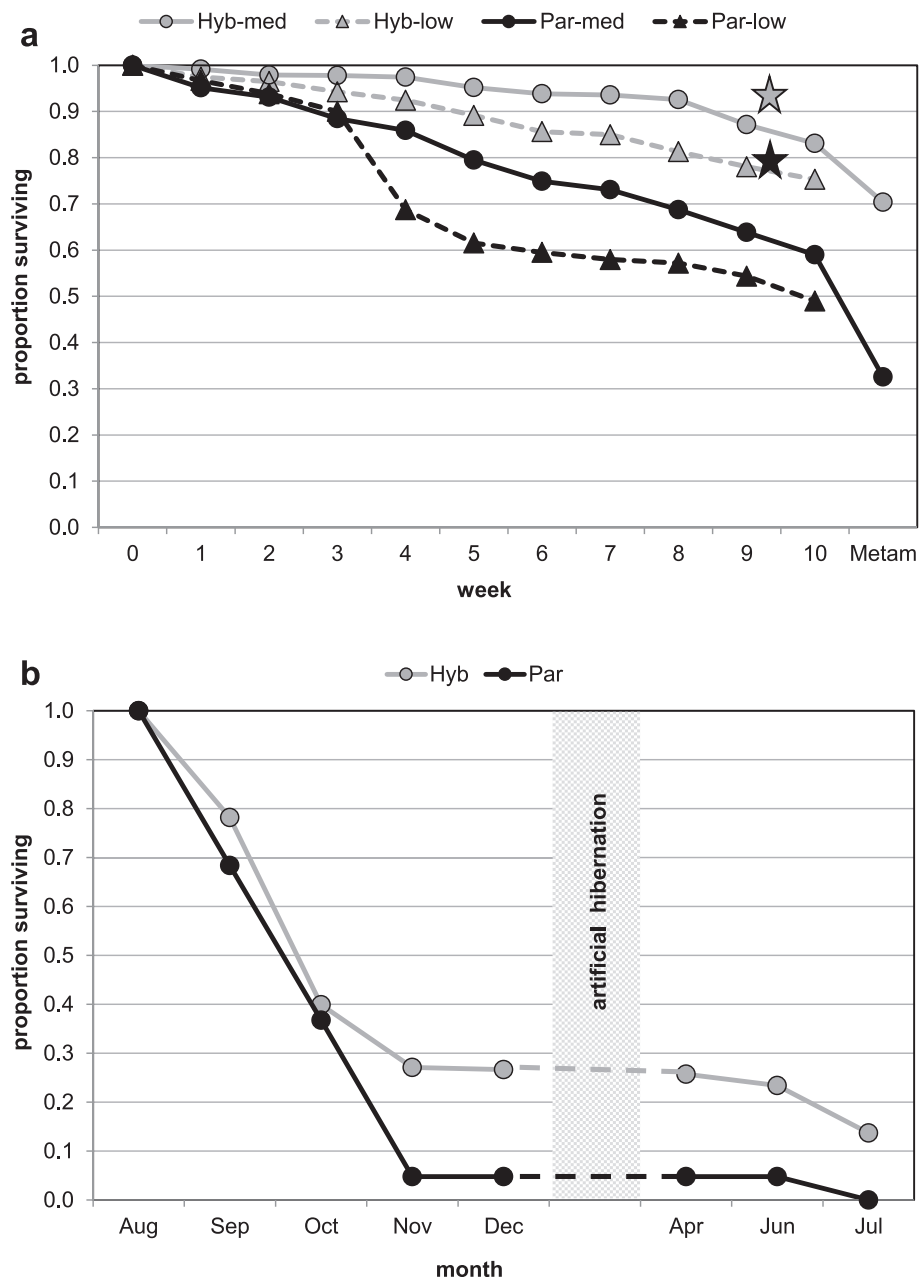 a
Hyb-med Hyb-low Par-med Par-low
1.0
0.9
0.8
0.7
0.6
0.5
0.4
0.3
0.2
0.1
0.0
proportion surviving
0 1 2 3 4 5 6 7 8 9 10 Metam
week
b
Hyb Par
1.0
0.9
0.8
0.7
0.6
0.5
0.4
0.3
0.2
0.1
0.0
proportion surviving
artificial hibernation
Aug Sep Oct Nov Dec Apr Jun Jul
month